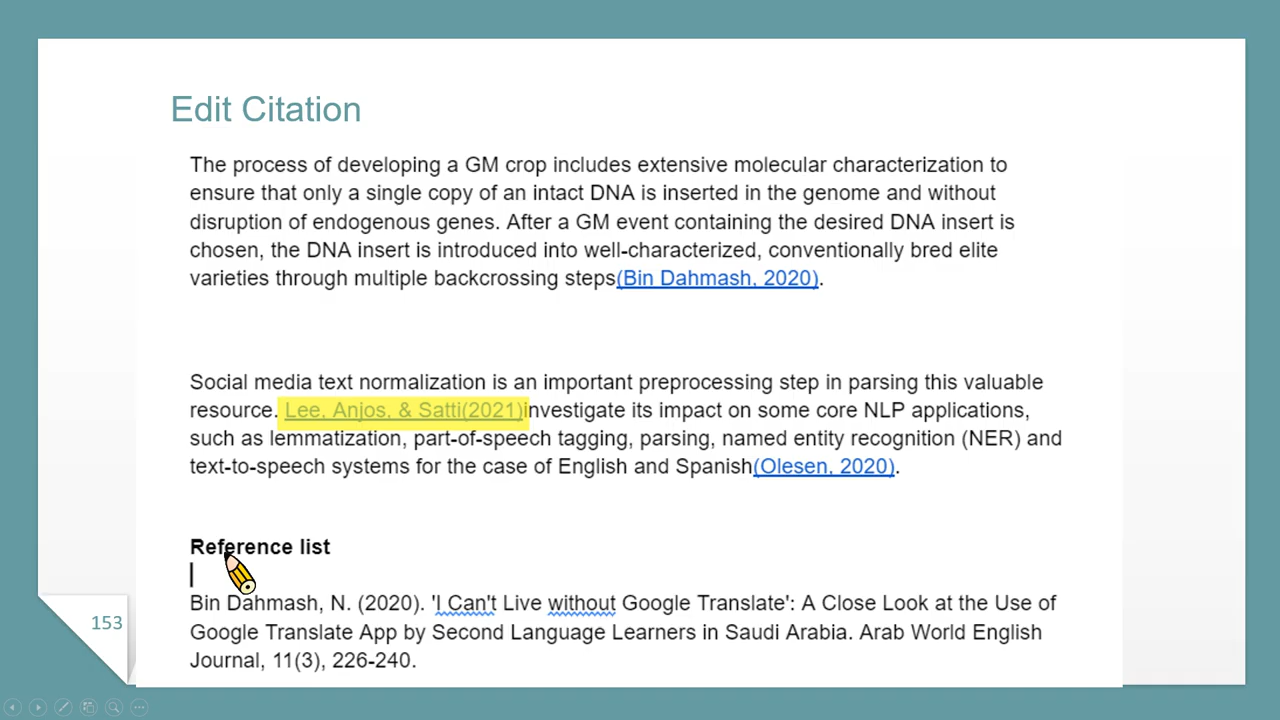 Edit Citation
The process of developing a GM crop includes extensive molecular characterization to
ensure that only a single copy of an intact DNA is inserted in the genome and without
disruption of endogenous genes. After a GM event containing the desired DNA insert is
chosen, the DNA insert is introduced into well-characterized, conventionally bred elite
varieties through multiple backcrossing steps(Bin Dahmash, 2020).
Social media text normalization is an important preprocessing step in parsing this valuable
resource. Lee, Anjos, & Satti(2021)investigate its impact on some core NLP applications,
such as lemmatization, part-of-speech tagging, parsing, named entity recognition (NER) and
text-to-speech systems for the case of English and Spanish(Olesen, 2020).
Reference list
Bin Dahmash, N. (2020). 'I Can't Live without Google Translate': A Close Look at the Use of
Google Translate App by Second Language Learners in Saudi Arabia. Arab World English
Journal, 11(3), 226-240.
153